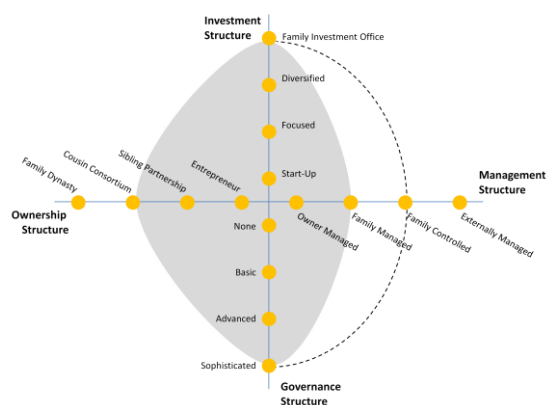 Investment
Structure
Family Investment Office
Diversified
Focused
Start-Up
Entrepreneur
Sibling Partnership
Cousin Consortium
Family Dynasty
Ownership
Structure
Management
Structure
Owner Managed
Family Managed
Family Controlled
Externally Managed
None
Basic
Advanced
Sophisticated
Governance
Structure